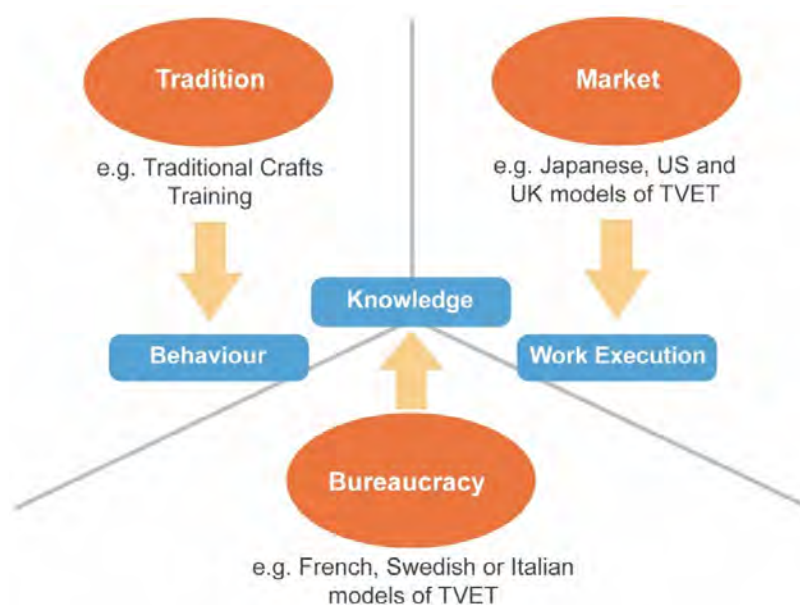 Tradition
e.g. Traditional Crafts
Training
Market
e.g. Japanese, US and
UK models of TVET
Knowledge
Behaviour
Work Execution
Bureaucracy
e.g. French, Swedish or Italian
models of TVET